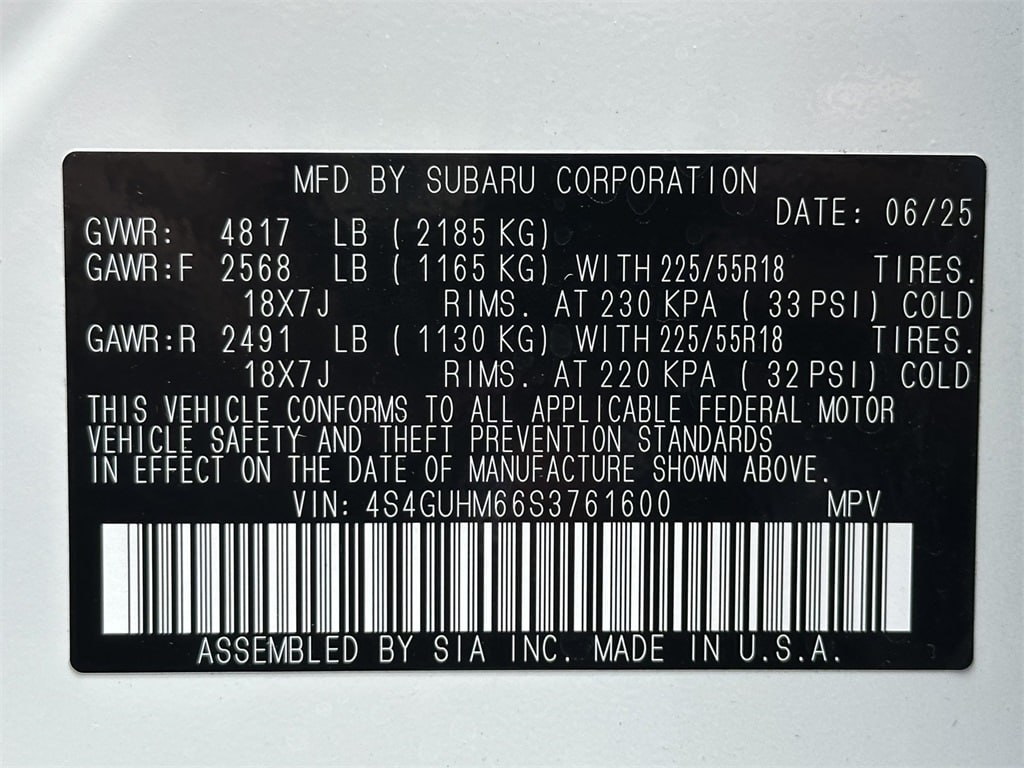 MFD BY SUBARU CORPORATION
DATE: 06/25
GVWR: 4817 LB ( 2185 KG)
GAWR:F 2568 LB ( 1165 KG) WITH 225/55R18 TIRES.
18X7J RIMS. AT 230 KPA ( 33 PSI) COLD
GAWR:R 2491 LB ( 1130 KG) WITH 225/55R18 TIRES.
18X7J RIMS. AT 220 KPA ( 32 PSI) COLD
THIS VEHICLE CONFORMS TO ALL APPLICABLE FEDERAL MOTOR
VEHICLE SAFETY AND THEFT PREVENTION STANDARDS
IN EFFECT ON THE DATE OF MANUFACTURE SHOWN ABOVE.
VIN: 4S4GUHM66S3761600 MPV
ASSEMBLED BY SIA INC. MADE IN U.S.A.